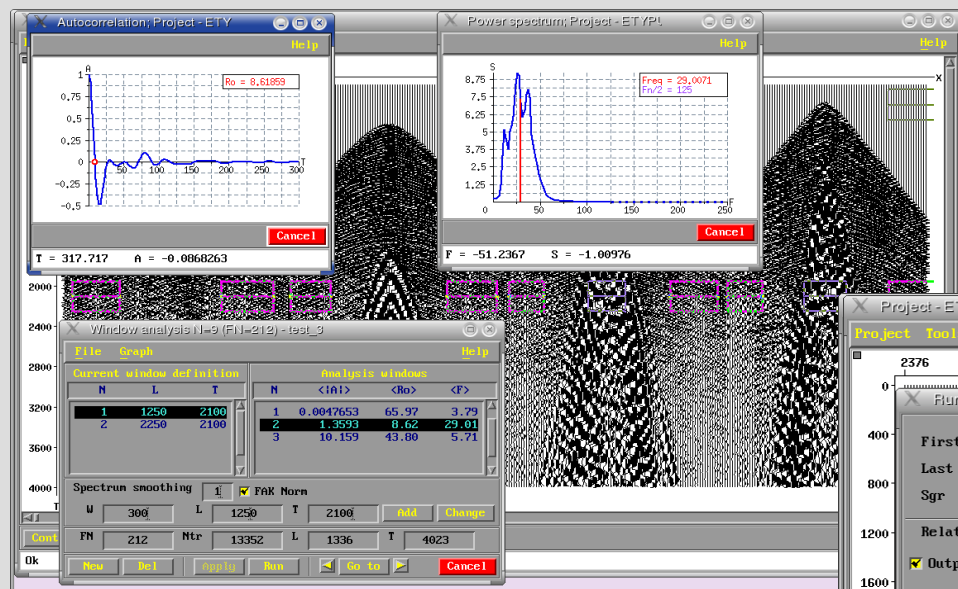 Autocorrelation; Project - ETY
Help
A
Ro = 8.61859
1
0.75
0.5
0.25
0
-0.25
-0.5
50 100 150 200 250 300
T
Cancel
T = 317.717 A = -0.0868263
Power spectrum; Project - ETYPL
Help
S
Freq = 29.0071
Fn/2 = 125
8.75
7.5
6.25
5
3.75
2.5
1.25
0 50 100 150 200 250
F
Cancel
F = -51.2367 S = -1.00976
Help
X
2000
2400
2800
3200
3600
4000
T
Cont
Ok
Window analysis N-9 (FN-212) - test_3
File Graph Help
Current window definition
N L T
1 1250 2100
2 2250 2100
Analysis windows
N <|A|> <Ro> <F>
1 0.0047653 65.97 3.79
2 1.3593 8.62 29.01
3 10.159 43.80 5.71
Spectrum smoothing 1 FAK Norm
W 300 L 1250 T 2100 Add Change
FN 212 Ntr 13352 L 1336 T 4023
New Del Apply Run Go to Cancel
Project - E
Project Tool
2376
0
400
800
1200
1600
Run
First
Last
Sgr
Relat
Outp